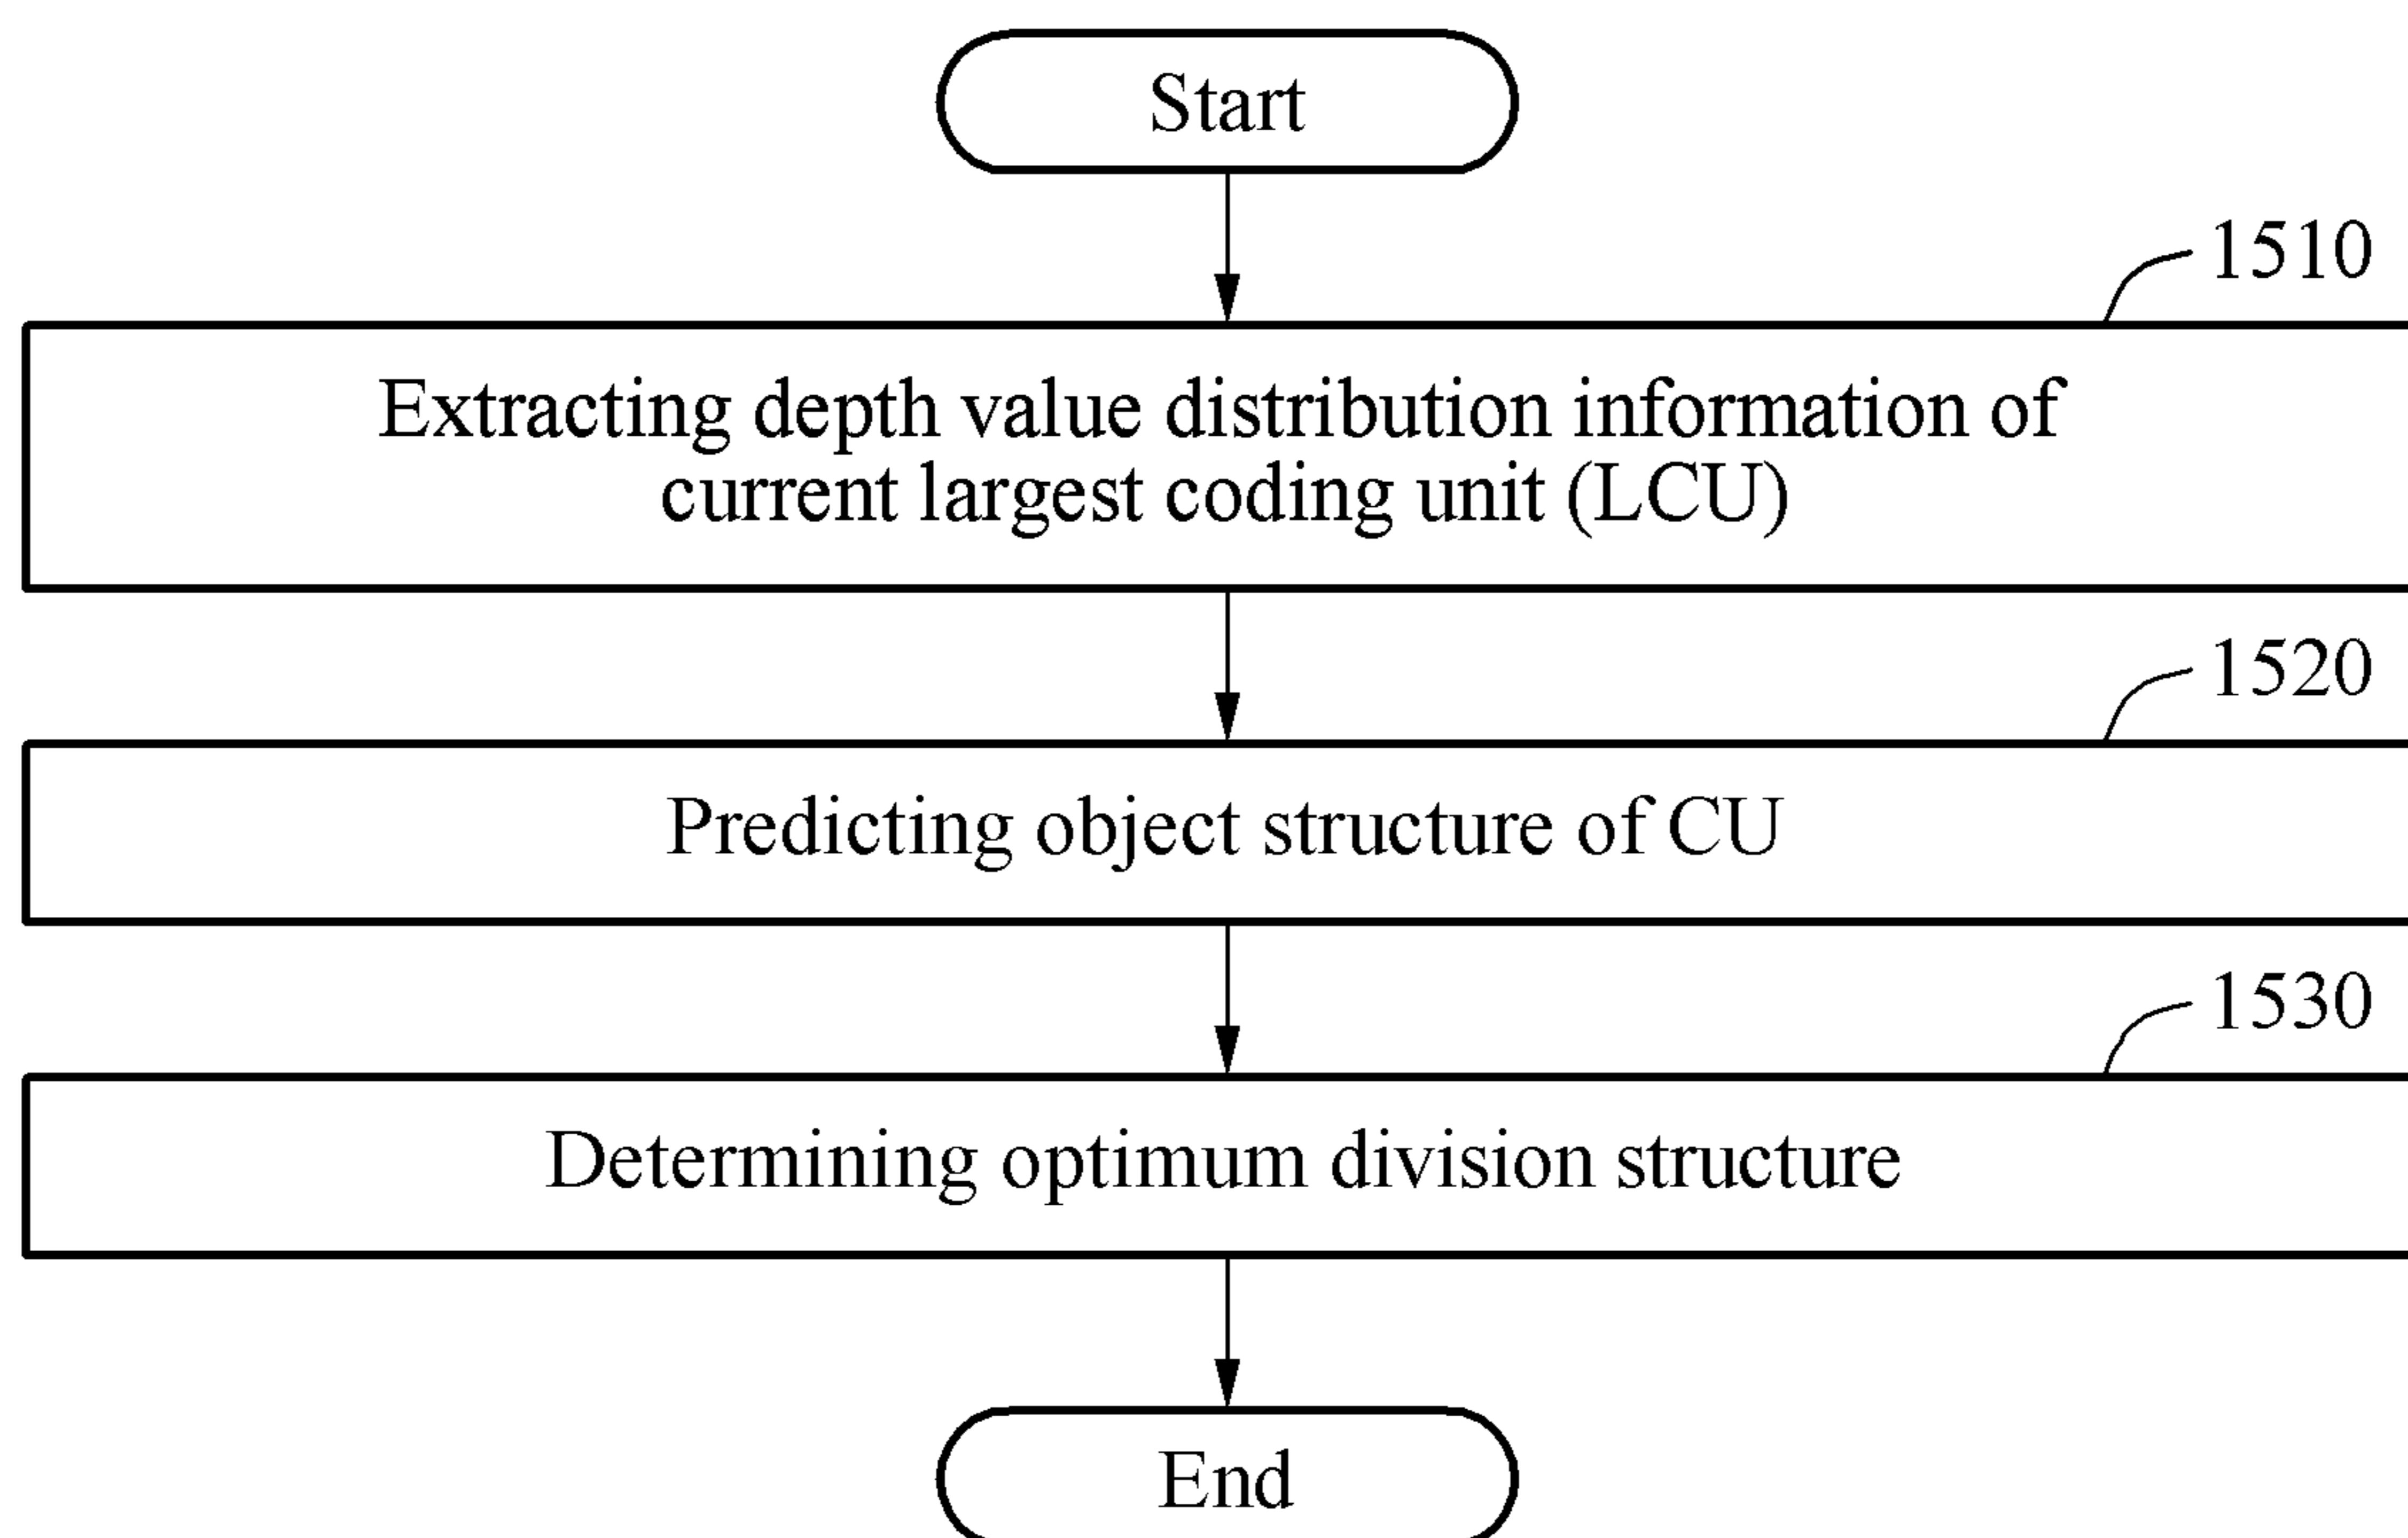 Start
1510
Extracting depth value distribution information of
current largest coding unit (LCU)
1520
Predicting object structure of CU
1530
Determining optimum division structure
End